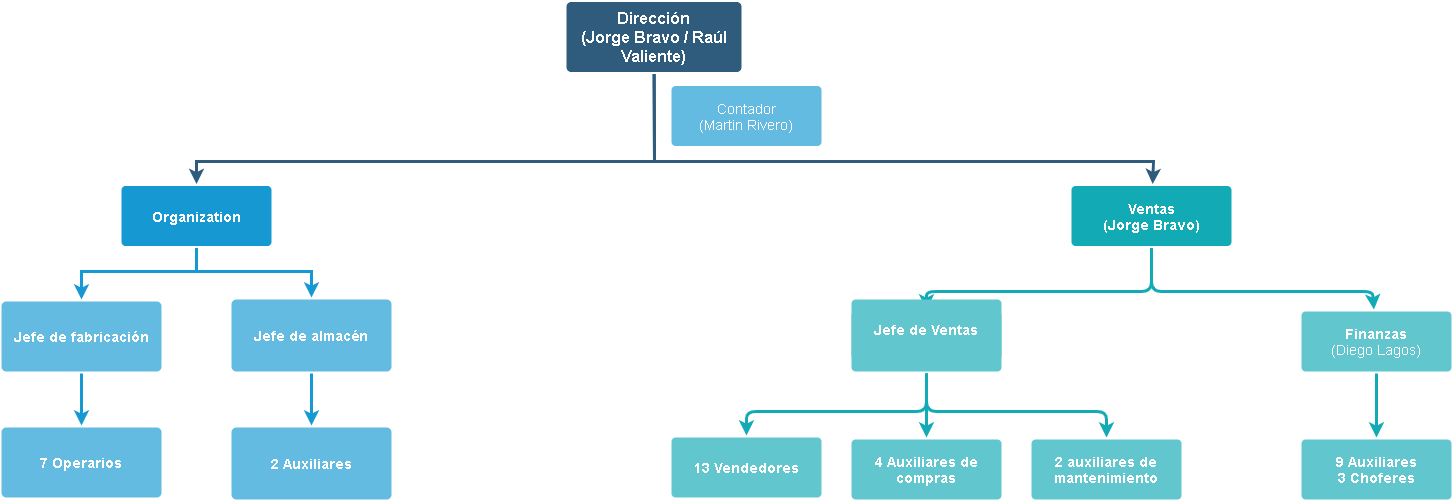 Dirección
(Jorge Bravo / Raúl
Valiente)
Contador
(Martin Rivero)
Organization
Ventas
(Jorge Bravo)
Jefe de fabricación
Jefe de almacén
Jefe de Ventas
Finanzas
(Diego Lagos)
7 Operarios
2 Auxiliares
13 Vendedores
4 Auxiliares de
compras
2 auxiliares de
mantenimiento
9 Auxiliares
3 Choferes